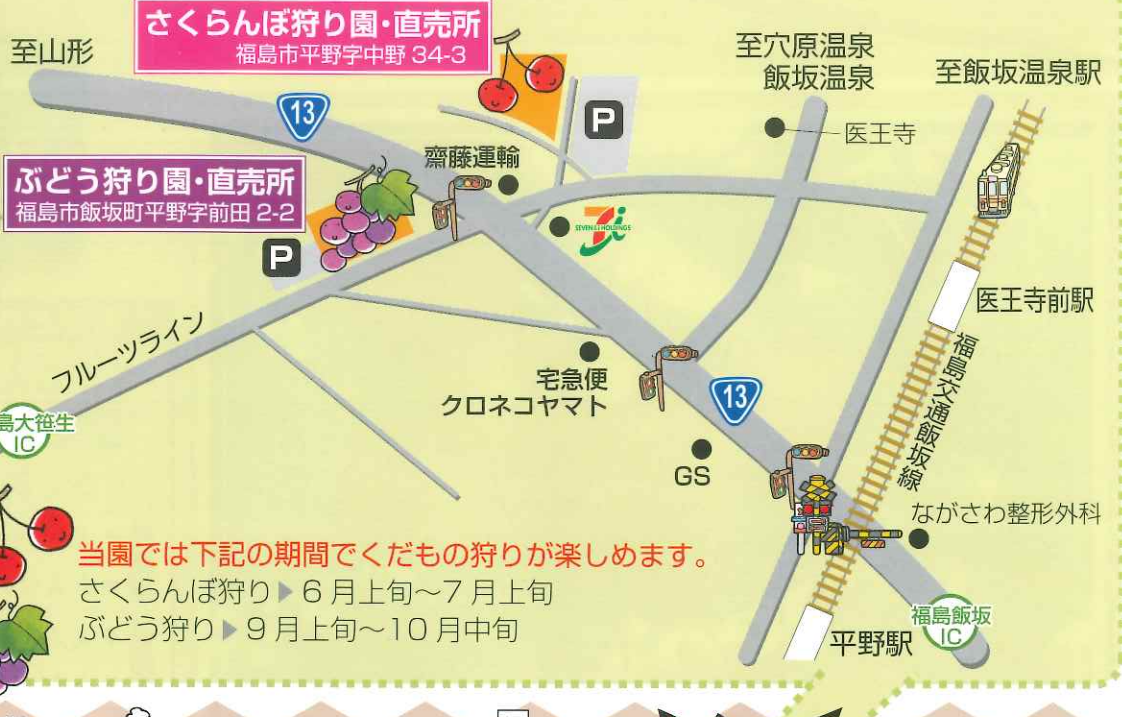 さくらんぼ狩り園・直売所
福島市平野字中野 34-3
至山形
至穴原温泉
飯坂温泉
至飯坂温泉駅
13
P
医王寺
齋藤運輸
ぶどう狩り園・直売所
福島市飯坂町平野字前田 2-2
P
SEVEN & i HOLDINGS
医王寺前駅
フルーツライン
宅急便
クロネコヤマト
13
福島交通飯坂線
島大笹生
IC
GS
ながさわ整形外科
当園では下記の期間でくだもの狩りが楽しめます。
さくらんぼ狩り▶6月上旬〜7月上旬
ぶどう狩り▶9月上旬〜10月中旬
福島飯坂
IC
平野駅